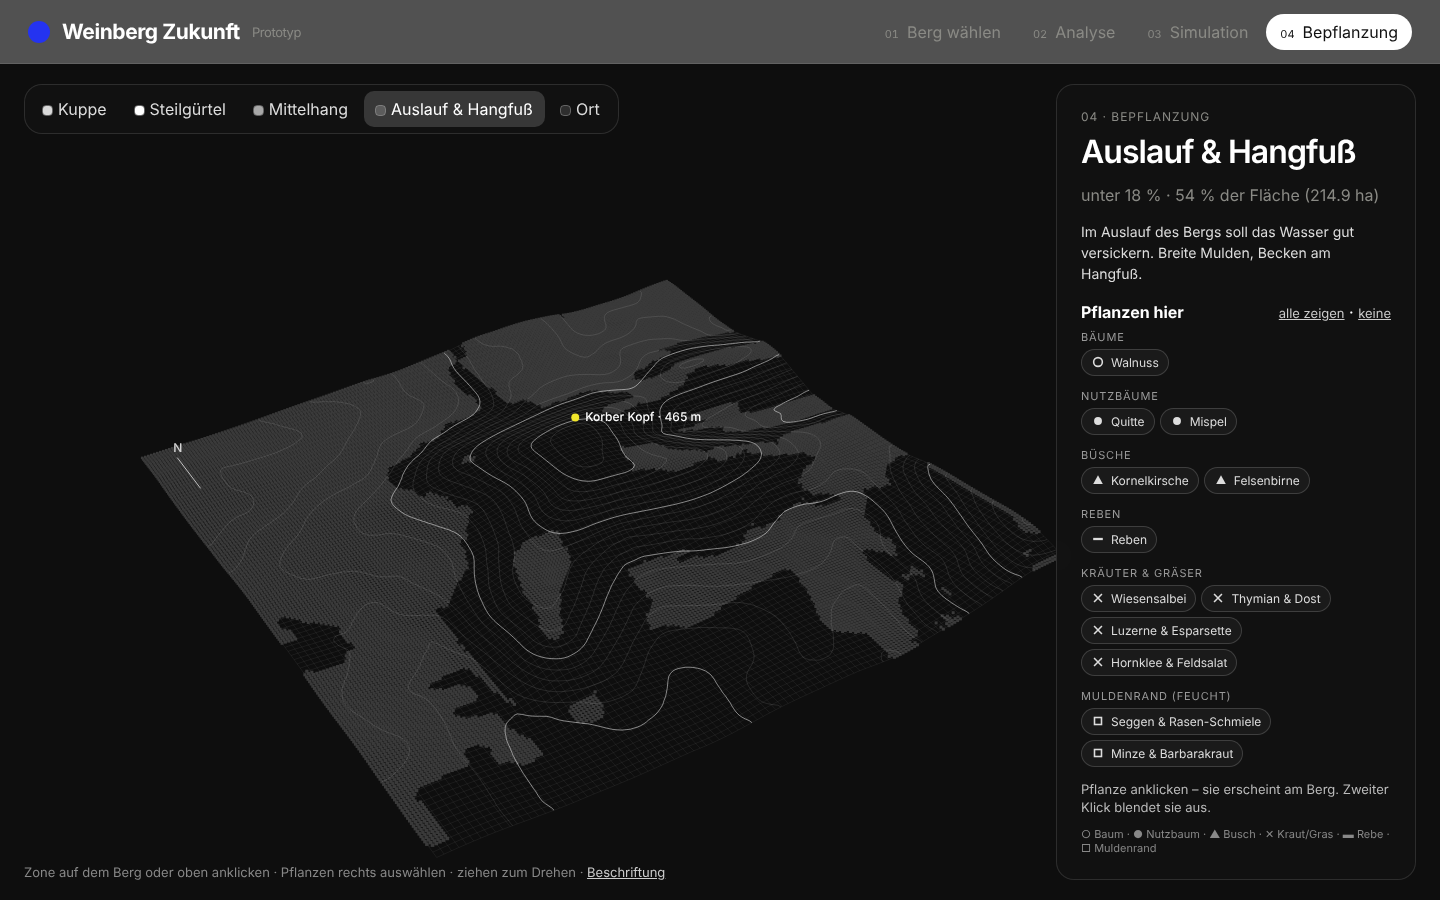 Weinberg Zukunft Prototyp
01 Berg wählen 02 Analyse 03 Simulation 04 Bepflanzung
Kuppe Steilgürtel Mittelhang Auslauf & Hangfuß Ort
Korber Kopf · 465 m
N
Zone auf dem Berg oder oben anklicken · Pflanzen rechts auswählen · ziehen zum Drehen · Beschriftung
04 · BEPFLANZUNG
Auslauf & Hangfuß
unter 18 % · 54 % der Fläche (214.9 ha)
Im Auslauf des Bergs soll das Wasser gut
versickern. Breite Mulden, Becken am
Hangfuß.
Pflanzen hier alle zeigen · keine
BÄUME
Walnuss
NUTZBÄUME
Quitte Mispel
BÜSCHE
Kornelkirsche Felsenbirne
REBEN
Reben
KRÄUTER & GRÄSER
Wiesensalbei Thymian & Dost
Luzerne & Esparsette
Hornklee & Feldsalat
MULDENRAND (FEUCHT)
Seggen & Rasen-Schmiele
Minze & Barbarakraut
Pflanze anklicken – sie erscheint am Berg. Zweiter
Klick blendet sie aus.
○ Baum · ● Nutzbaum · ▲ Busch · × Kraut/Gras · ▬ Rebe ·
□ Muldenrand